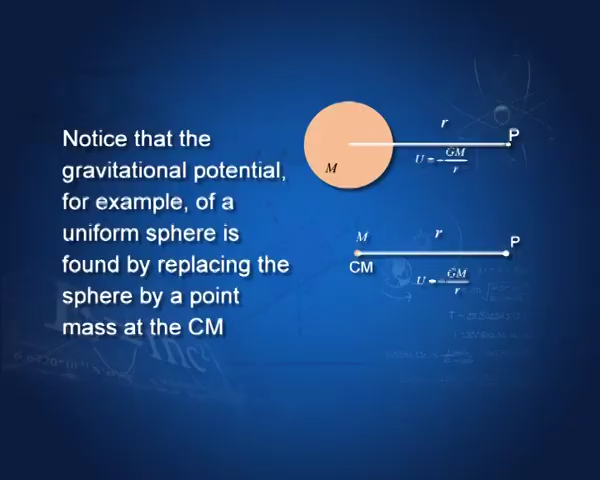 Notice that the
gravitational potential,
for example, of a
uniform sphere is
found by replacing the
sphere by a point
mass at the CM
r
P
M
U = -GM/r
M
r
P
CM
U = -GM/r